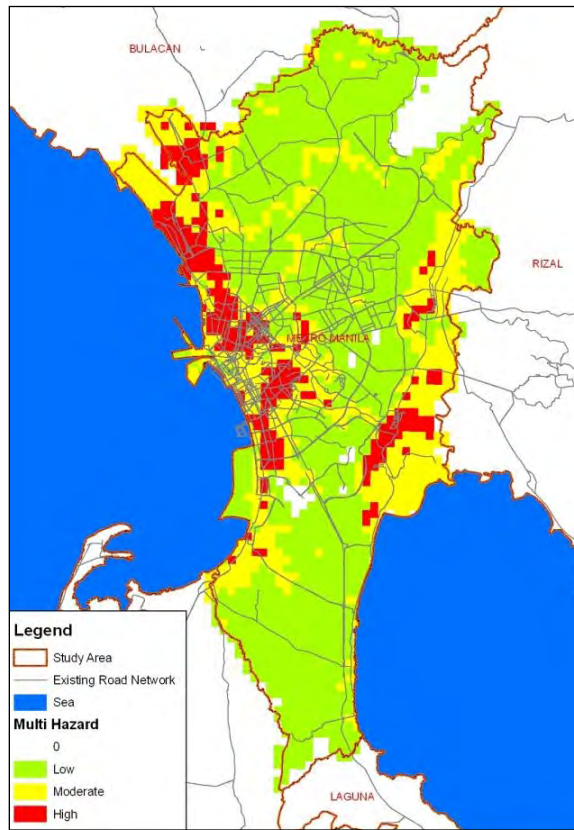 BULACAN
RIZAL
METRO MANILA
Legend
Study Area
Existing Road Network
Sea
Multi Hazard
0
Low
Moderate
High
LAGUNA